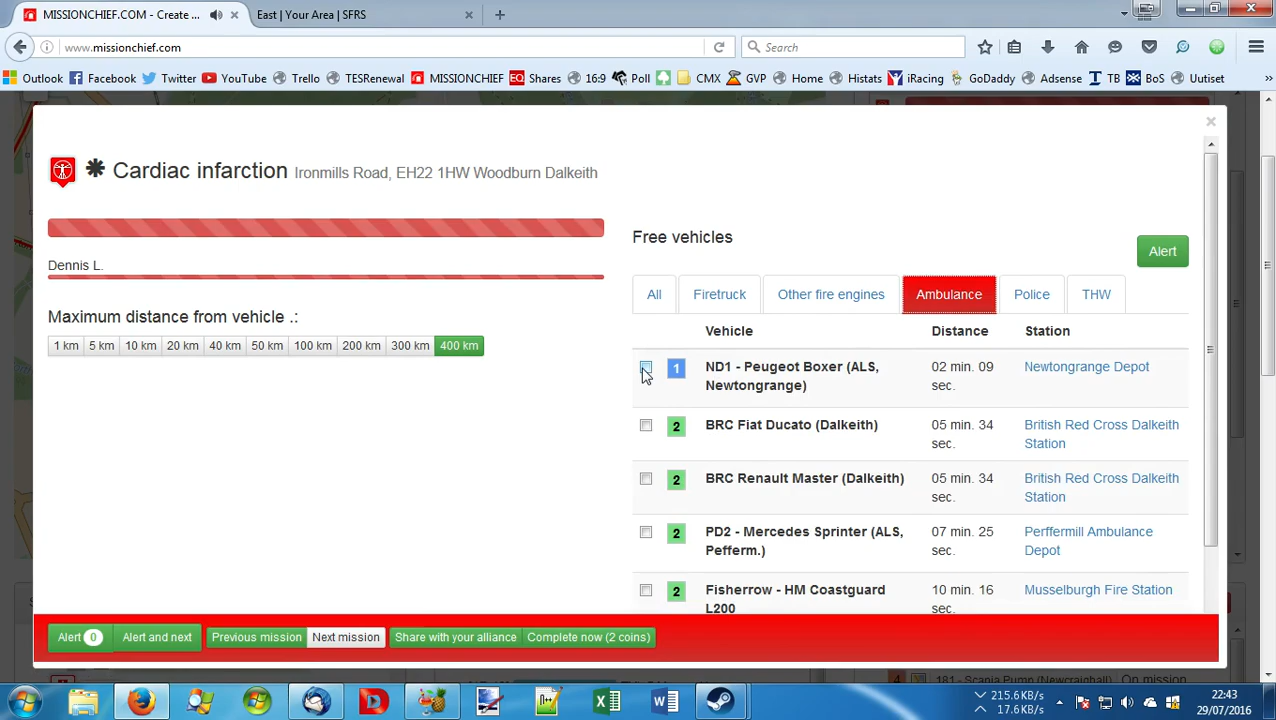 MISSIONCHIEF.COM - Create ...
East | Your Area | SFRS
www.missionchief.com
Search
Outlook Facebook Twitter YouTube Trello TESRenewal MISSIONCHIEF Shares 16:9 Poll CMX GVP Home Histats iRacing GoDaddy Adsense TB BoS Uutiset »
Cardiac infarction Ironmills Road, EH22 1HW Woodburn Dalkeith
Free vehicles
Alert
Dennis L.
Maximum distance from vehicle .:
1 km 5 km 10 km 20 km 40 km 50 km 100 km 200 km 300 km 400 km
All Firetruck Other fire engines Ambulance Police THW
Vehicle Distance Station
1 ND1 - Peugeot Boxer (ALS, 02 min. 09 Newtongrange Depot
Newtongrange) sec.
2 BRC Fiat Ducato (Dalkeith) 05 min. 34 British Red Cross Dalkeith
sec. Station
2 BRC Renault Master (Dalkeith) 05 min. 34 British Red Cross Dalkeith
sec. Station
2 PD2 - Mercedes Sprinter (ALS, 07 min. 25 Perffermill Ambulance
Pefferm.) sec. Depot
2 Fisherrow - HM Coastguard 10 min. 16 Musselburgh Fire Station
L200 sec.
Alert 0 Alert and next Previous mission Next mission Share with your alliance Complete now (2 coins)
4 181 - Scania Pump (Newcraighall) On mission
215.6KB/s
17.6KB/s
22:43
29/07/2016